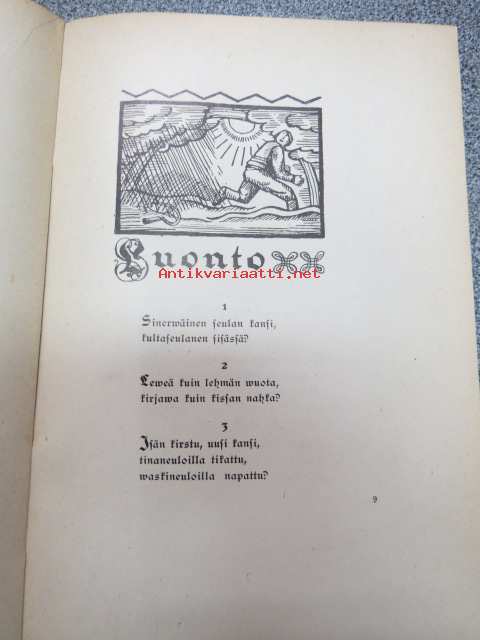 Luonto
Antikvariaatti.net
1
Sinerwäinen seulan kansi,
kultaseulanen sisässä?
2
Leweä kuin lehmän wuota,
kirjawa kuin kissan nahka?
3
Isän kirstu, uusi kansi,
tinaneuloilla tikattu,
waskineuloilla napattu?
9